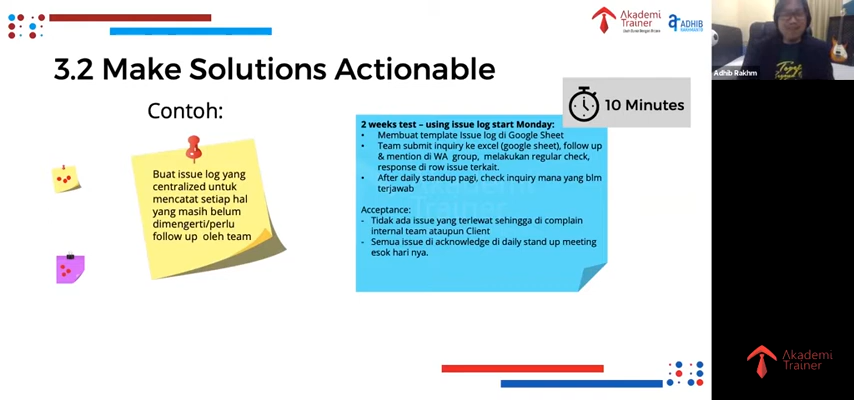 Akademi
Trainer
ADHIB
3.2 Make Solutions Actionable
Adhib Rakhm
10 Minutes
Contoh:
Buat issue log yang
centralized untuk
mencatat setiap hal
yang masih belum
dimengerti/perlu
follow up oleh team
2 weeks test – using issue log start Monday:
• Membuat template Issue log di Google Sheet
• Team submit inquiry ke excel (google sheet), follow up
& mention di WA group, melakukan regular check,
response di row issue terkait.
• After daily standup pagi, check inquiry mana yang blm
terjawab
Acceptance:
- Tidak ada issue yang terlewat sehingga di complain
internal team ataupun Client
- Semua issue di acknowledge di daily stand up meeting
esok hari nya.
Akademi
Trainer